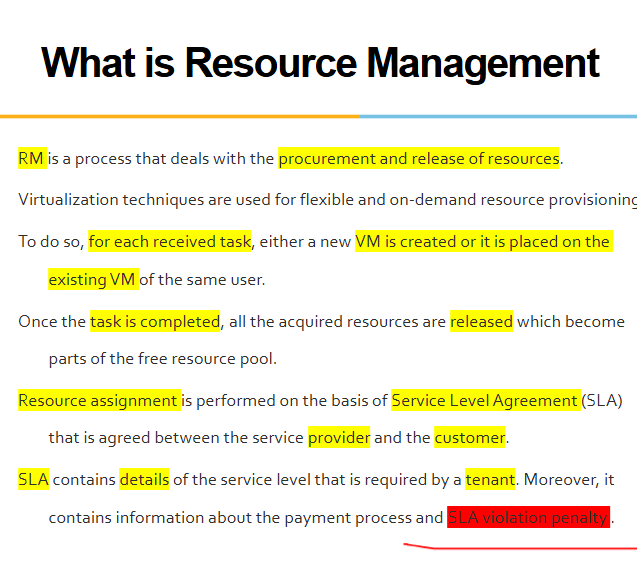 What is Resource Management
RM is a process that deals with the procurement and release of resources.
Virtualization techniques are used for flexible and on-demand resource provisioning
To do so, for each received task, either a new VM is created or it is placed on the
existing VM of the same user.
Once the task is completed, all the acquired resources are released which become
parts of the free resource pool.
Resource assignment is performed on the basis of Service Level Agreement (SLA)
that is agreed between the service provider and the customer.
SLA contains details of the service level that is required by a tenant. Moreover, it
contains information about the payment process and SLA violation penalty.